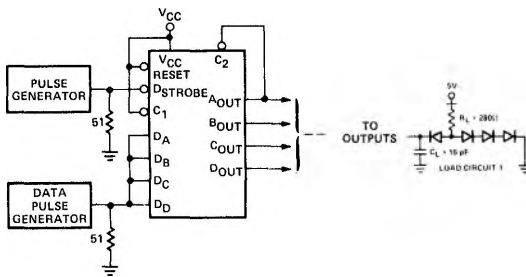 VCC
PULSE
GENERATOR
51
DATA
PULSE
GENERATOR
51
VCC
RESET
DSTROBE
C1
DA
DB
DC
DD
C2
AOUT
BOUT
COUT
DOUT
TO
OUTPUTS
5V
RL = 280Ω
CL = 15 pF
LOAD CIRCUIT 1